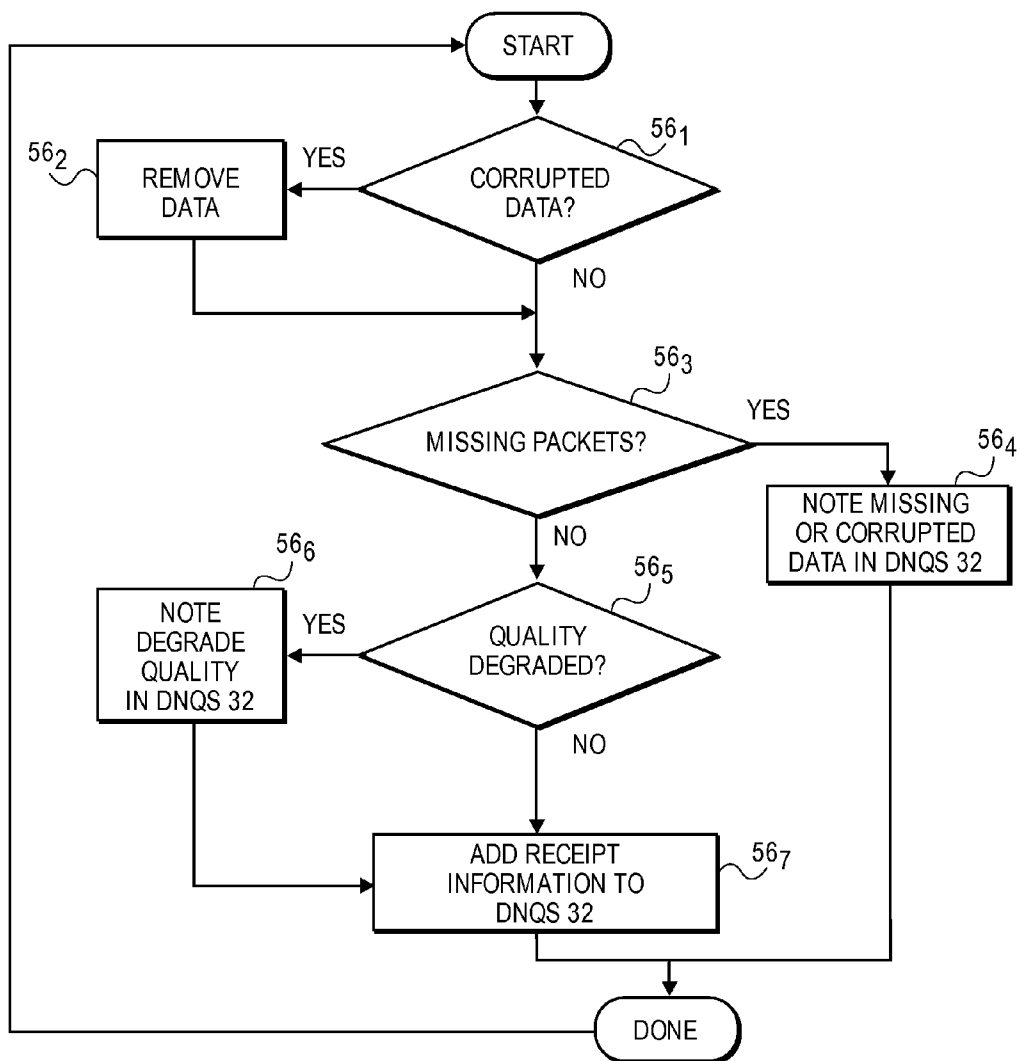 START
56₁
CORRUPTED
DATA?
YES
56₂
REMOVE
DATA
NO
56₃
MISSING PACKETS?
YES
56₄
NOTE MISSING
OR CORRUPTED
DATA IN DNQS 32
NO
56₅
QUALITY
DEGRADED?
YES
56₆
NOTE
DEGRADE
QUALITY
IN DNQS 32
NO
56₇
ADD RECEIPT
INFORMATION TO
DNQS 32
DONE